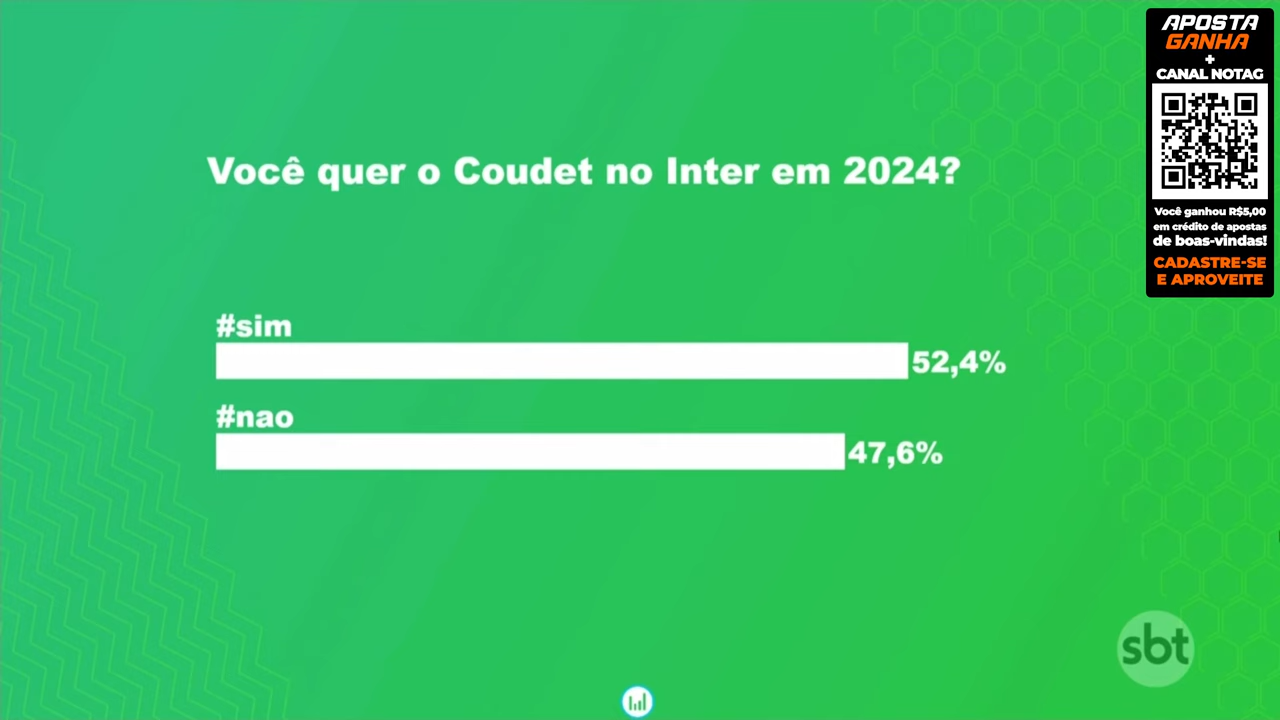 Você quer o Coudet no Inter em 2024?
#sim
52,4%
#nao
47,6%
APOSTA
GANHA
+
CANAL NOTAG
Você ganhou R$5,00
em crédito de apostas
de boas-vindas!
CADASTRE-SE
E APROVEITE
sbt